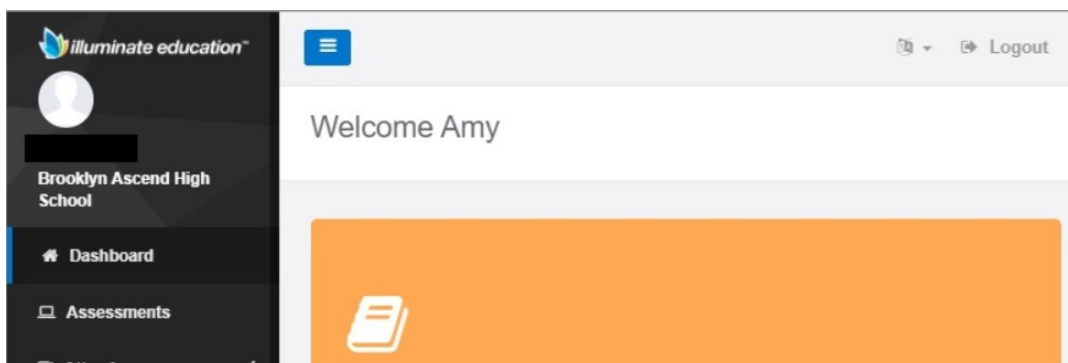 illuminate education™
Logout
Welcome Amy
Brooklyn Ascend High
School
Dashboard
Assessments